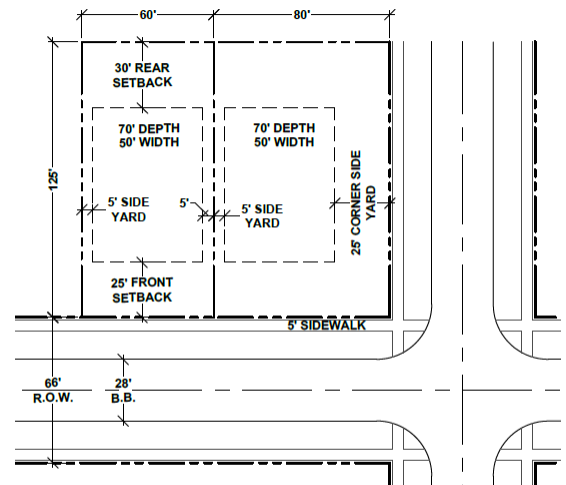 60'
80'
30' REAR
SETBACK
70' DEPTH
50' WIDTH
70' DEPTH
50' WIDTH
125'
5' SIDE
YARD
5'
5' SIDE
YARD
25' CORNER SIDE
YARD
25' FRONT
SETBACK
5' SIDEWALK
66'
R.O.W.
28'
B.B.